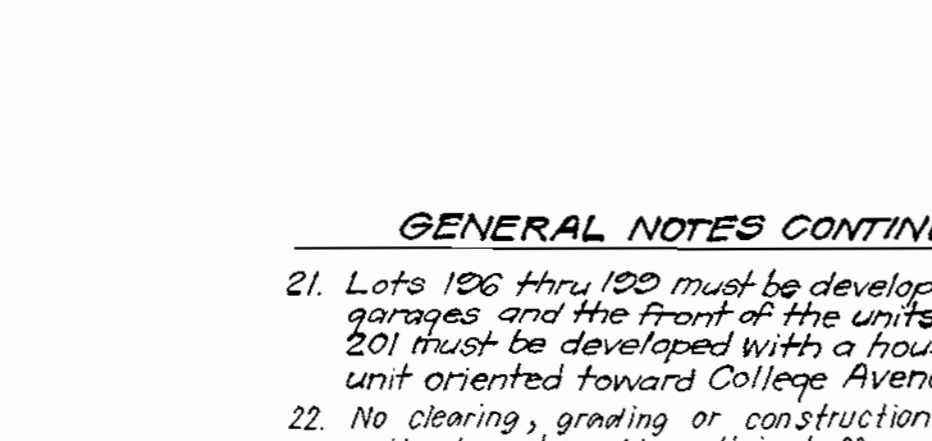 GENERAL NOTES CONTIN
21. Lots 196 thru 199 must be develop
garages and the front of the units
201 must be developed with a hou
unit oriented toward College Aven
22. No clearing, grading or construction